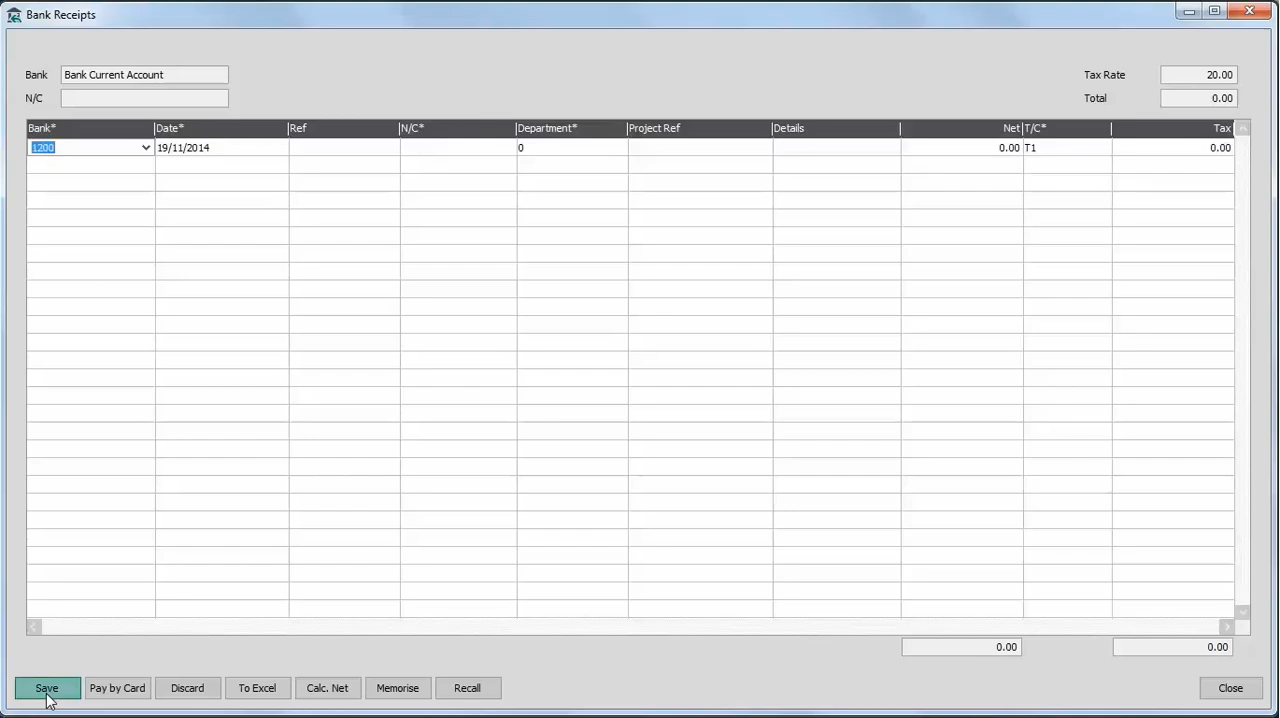 Bank Receipts
Bank Bank Current Account Tax Rate 20.00
N/C Total 0.00
Bank* Date* Ref N/C* Department* Project Ref Details Net T/C* Tax
1200 19/11/2014 0 0.00 T1 0.00
0.00 0.00
Save Pay by Card Discard To Excel Calc. Net Memorise Recall Close